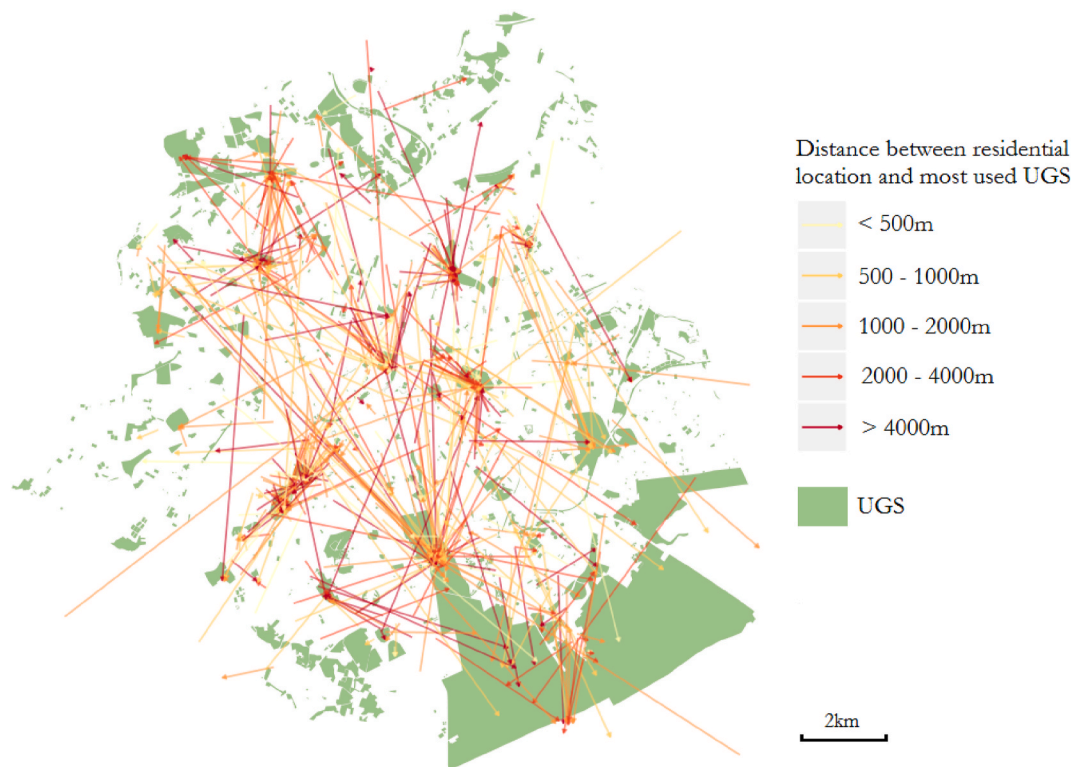 Distance between residential
location and most used UGS
< 500m
500 - 1000m
1000 - 2000m
2000 - 4000m
> 4000m
UGS
2km